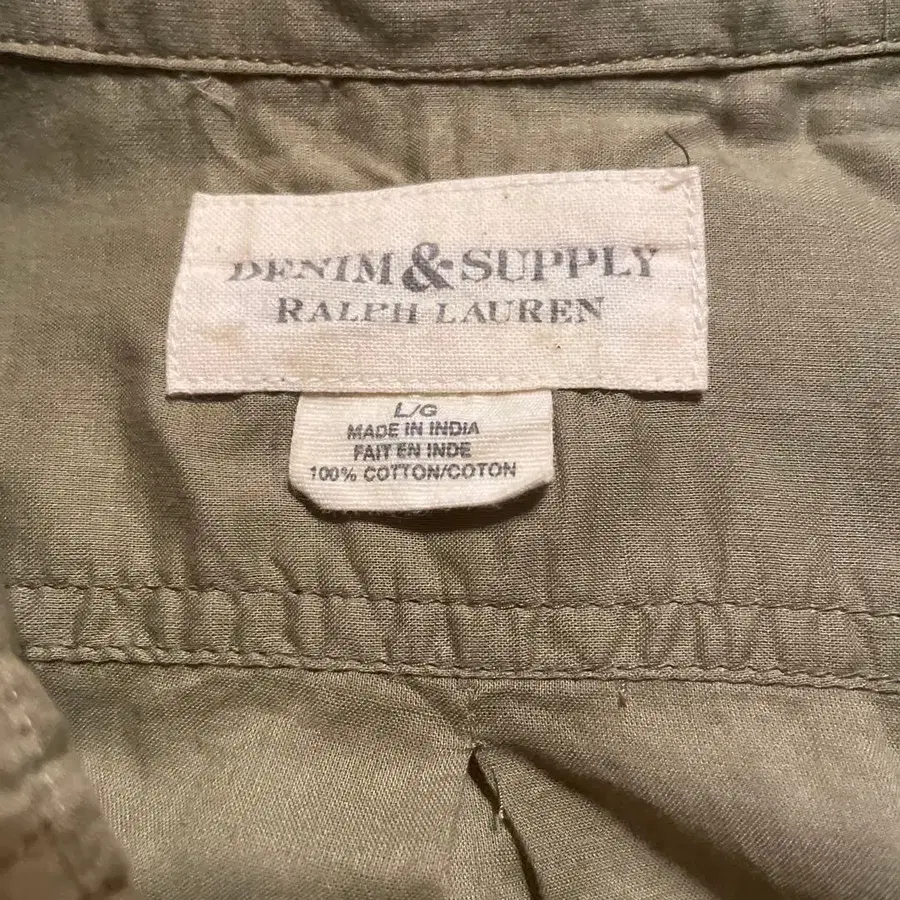 DENIM & SUPPLY
RALPH LAUREN
L/G
MADE IN INDIA
FAIT EN INDE
100% COTTON/COTON